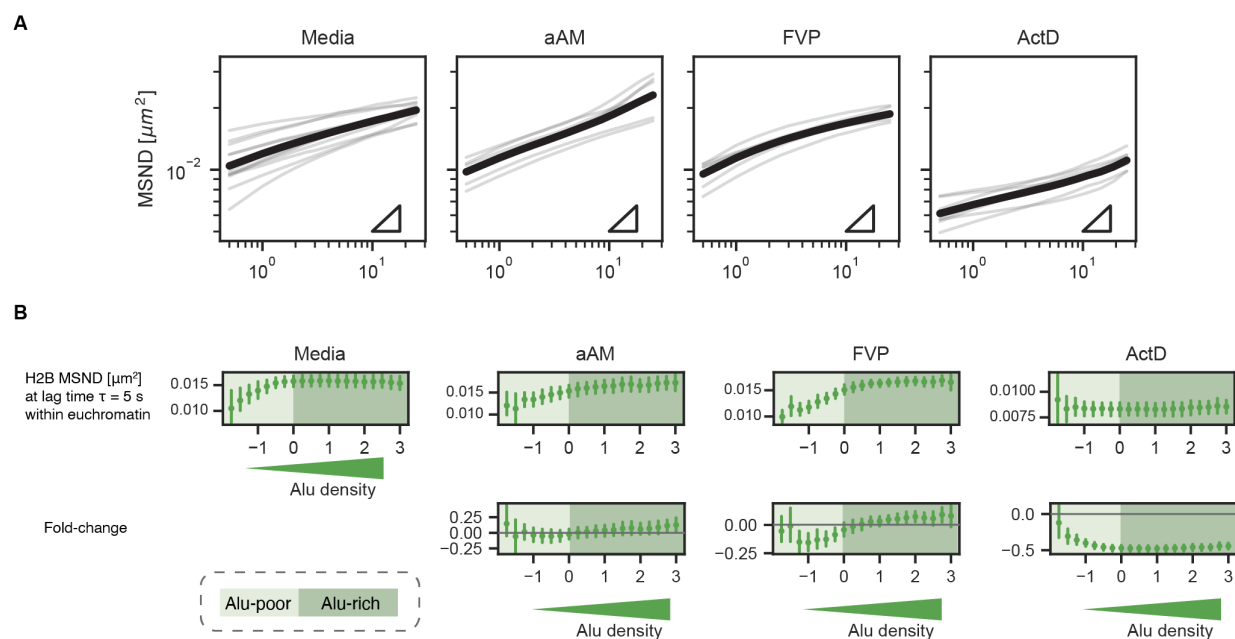 A
Media
aAM
FVP
ActD
MSND [μm²]
10⁻²
10⁰ 10¹
10⁰ 10¹
10⁰ 10¹
10⁰ 10¹
B
Media
aAM
FVP
ActD
H2B MSND [μm²]
at lag time τ = 5 s
within euchromatin
0.015
0.010
0.015
0.010
0.015
0.010
0.0100
0.0075
−1 0 1 2 3
−1 0 1 2 3
−1 0 1 2 3
−1 0 1 2 3
Alu density
Fold-change
0.25
0.00
−0.25
0.00
−0.25
0.0
−0.5
−1 0 1 2 3
−1 0 1 2 3
−1 0 1 2 3
Alu-poor Alu-rich
Alu density
Alu density
Alu density